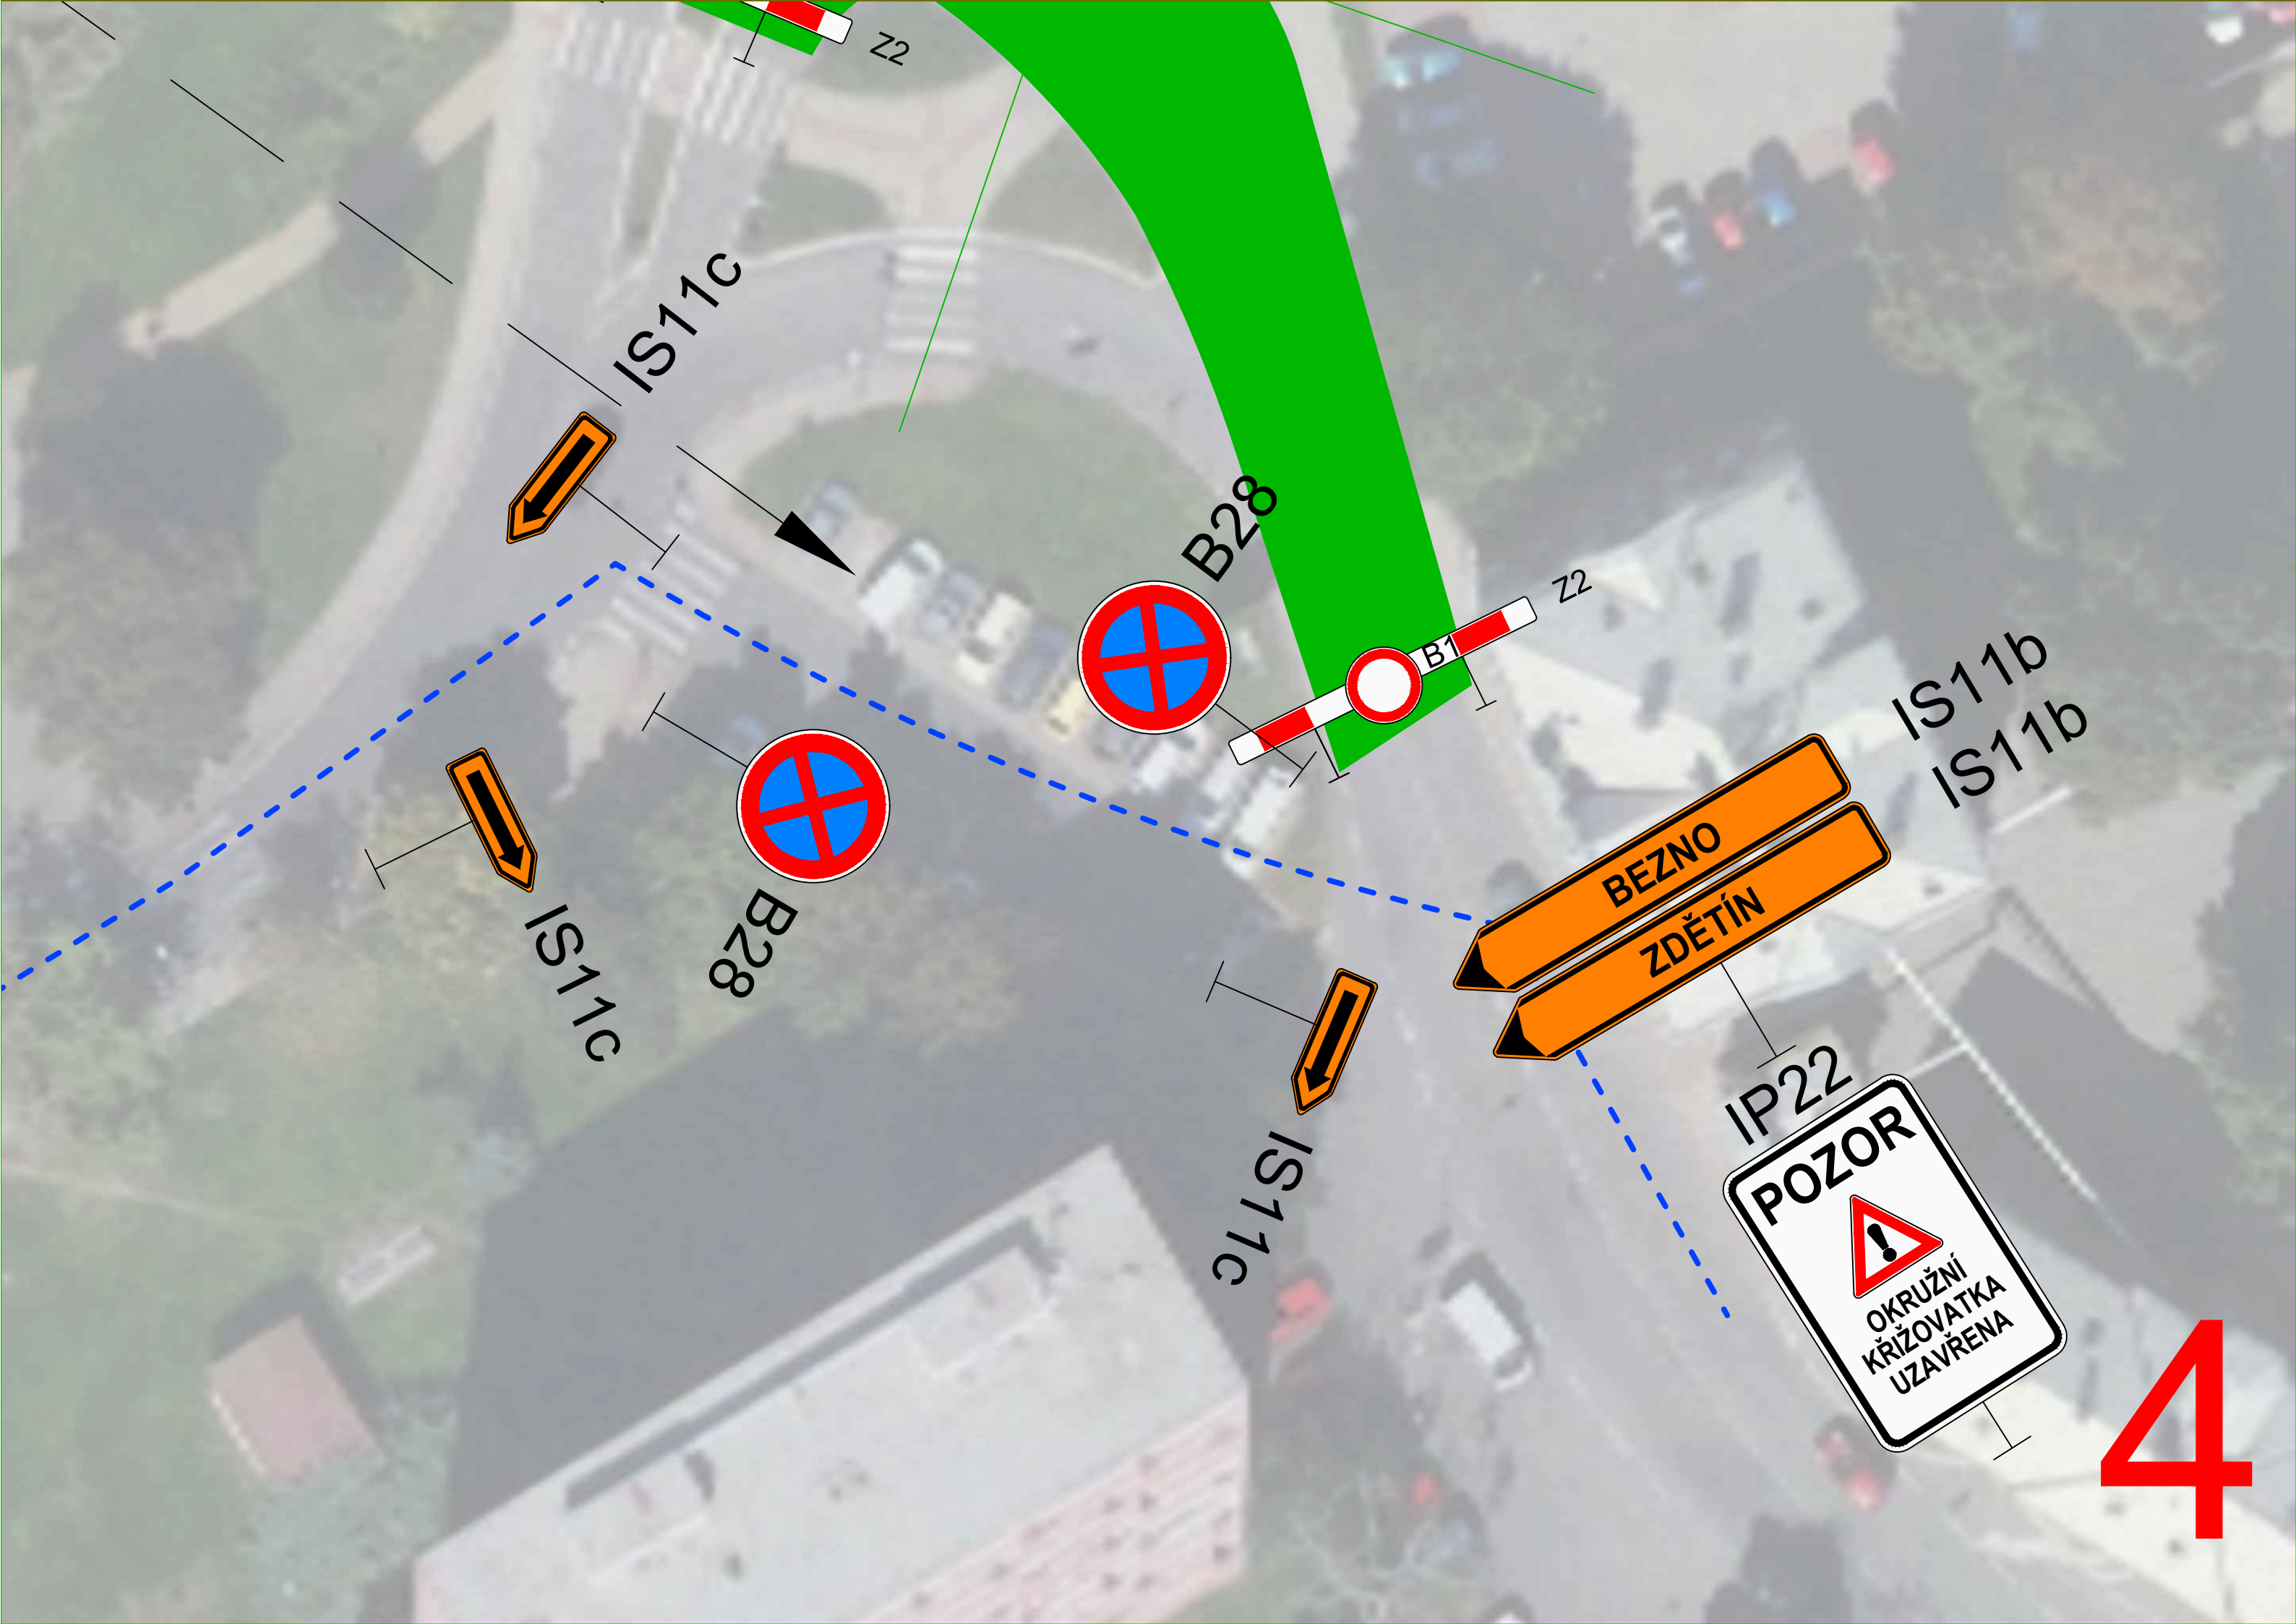 Z2
IS11c
B28
Z2
B1
IS11b
IS11b
BEZNO
ZDĚTÍN
B28
IS11c
IS11c
IP22
POZOR
OKRUŽNÍ
KŘIŽOVATKA
UZAVŘENA
4